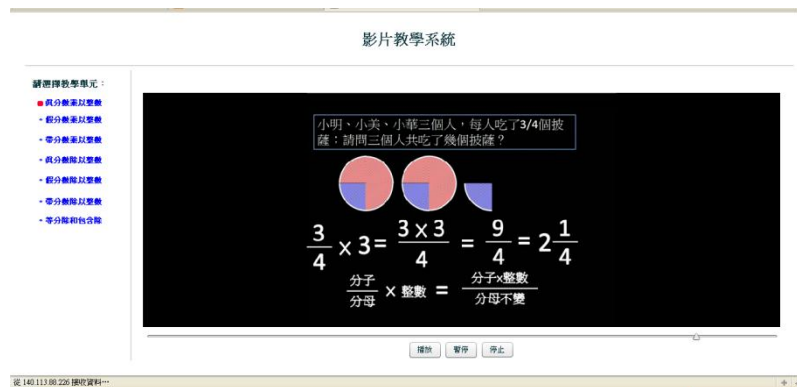 影片教學系統
請選擇教學單元：
真分數乘以整數
假分數乘以整數
帶分數乘以整數
真分數除以整數
假分數除以整數
帶分數除以整數
等分除和包含除
小明、小美、小華三個人，每人吃了3/4個披
薩；請問三個人共吃了幾個披薩？
3/4 × 3 = 3 × 3/4 = 9/4 = 2 1/4
分子/分母 × 整數 = 分子×整數/分母不變
播放 暫停 停止
從 140.113.88.226 接收資料…